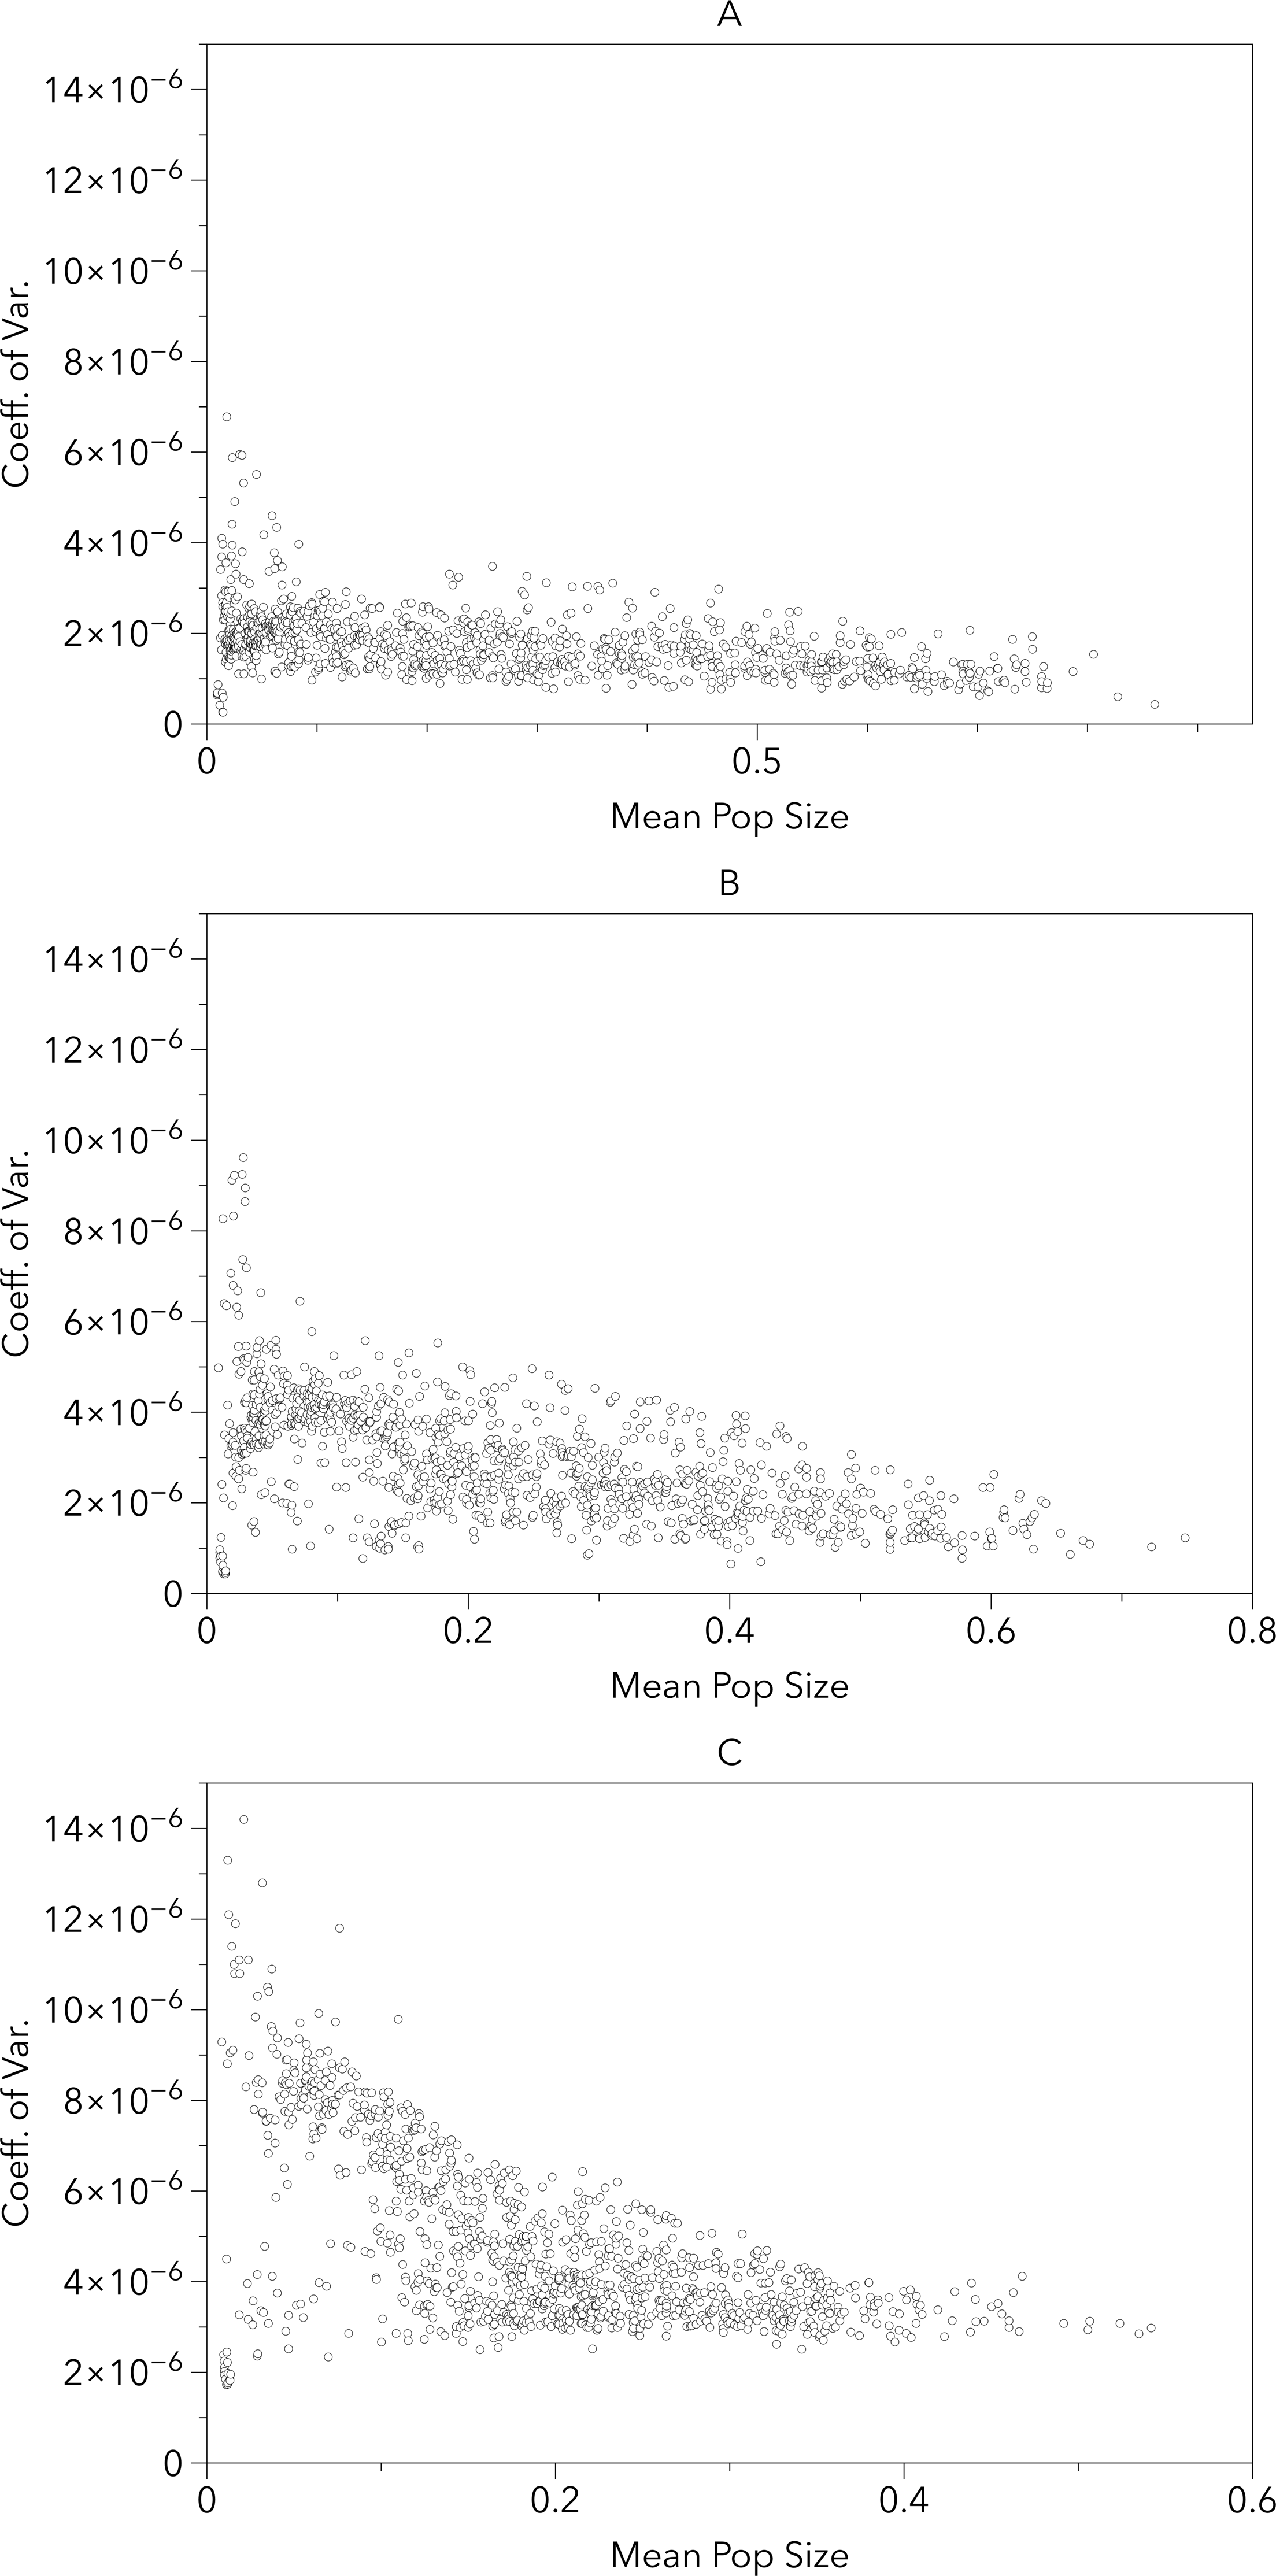 A
14×10⁻⁶
12×10⁻⁶
10×10⁻⁶
8×10⁻⁶
6×10⁻⁶
4×10⁻⁶
2×10⁻⁶
0
Coeff. of Var.
0 0.5
Mean Pop Size
B
14×10⁻⁶
12×10⁻⁶
10×10⁻⁶
8×10⁻⁶
6×10⁻⁶
4×10⁻⁶
2×10⁻⁶
0
Coeff. of Var.
0 0.2 0.4 0.6 0.8
Mean Pop Size
C
14×10⁻⁶
12×10⁻⁶
10×10⁻⁶
8×10⁻⁶
6×10⁻⁶
4×10⁻⁶
2×10⁻⁶
0
Coeff. of Var.
0 0.2 0.4 0.6
Mean Pop Size